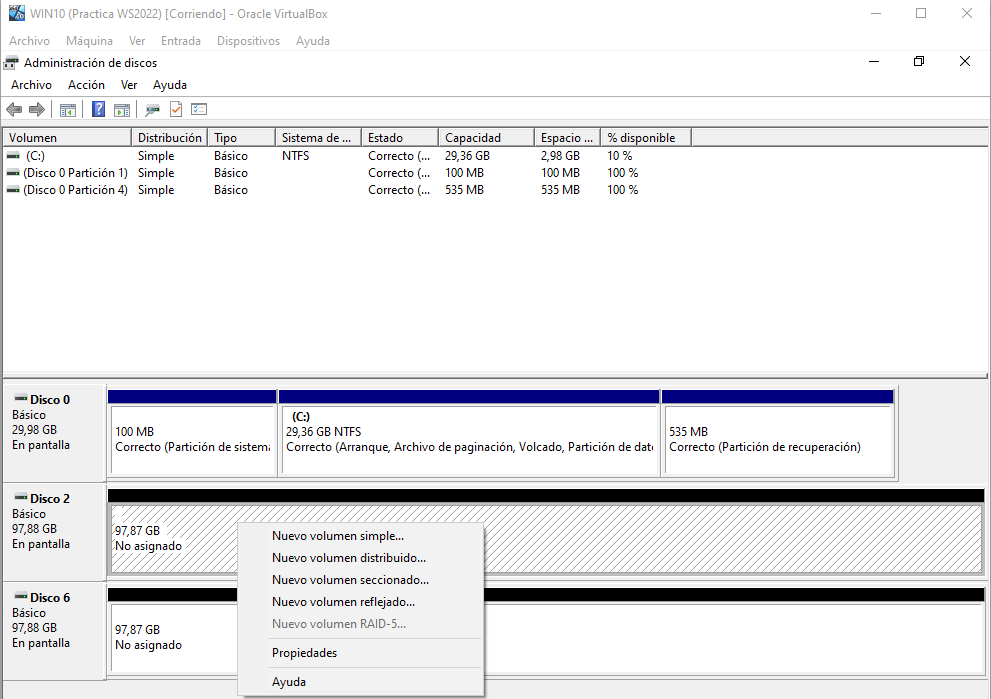 WIN10 (Practica WS2022) [Corriendo] - Oracle VirtualBox
Archivo Máquina Ver Entrada Dispositivos Ayuda
Administración de discos
Archivo Acción Ver Ayuda
Volumen Distribución Tipo Sistema de ... Estado Capacidad Espacio ... % disponible
(C:) Simple Básico NTFS Correcto (... 29,36 GB 2,98 GB 10 %
(Disco 0 Partición 1) Simple Básico Correcto (... 100 MB 100 MB 100 %
(Disco 0 Partición 4) Simple Básico Correcto (... 535 MB 535 MB 100 %
Disco 0
Básico
29,98 GB
En pantalla
100 MB
Correcto (Partición de sistema
(C:)
29,36 GB NTFS
Correcto (Arranque, Archivo de paginación, Volcado, Partición de dato
535 MB
Correcto (Partición de recuperación)
Disco 2
Básico
97,88 GB
En pantalla
97,87 GB
No asignado
Nuevo volumen simple...
Nuevo volumen distribuido...
Nuevo volumen seccionado...
Nuevo volumen reflejado...
Nuevo volumen RAID-5...
Propiedades
Ayuda
Disco 6
Básico
97,88 GB
En pantalla
97,87 GB
No asignado